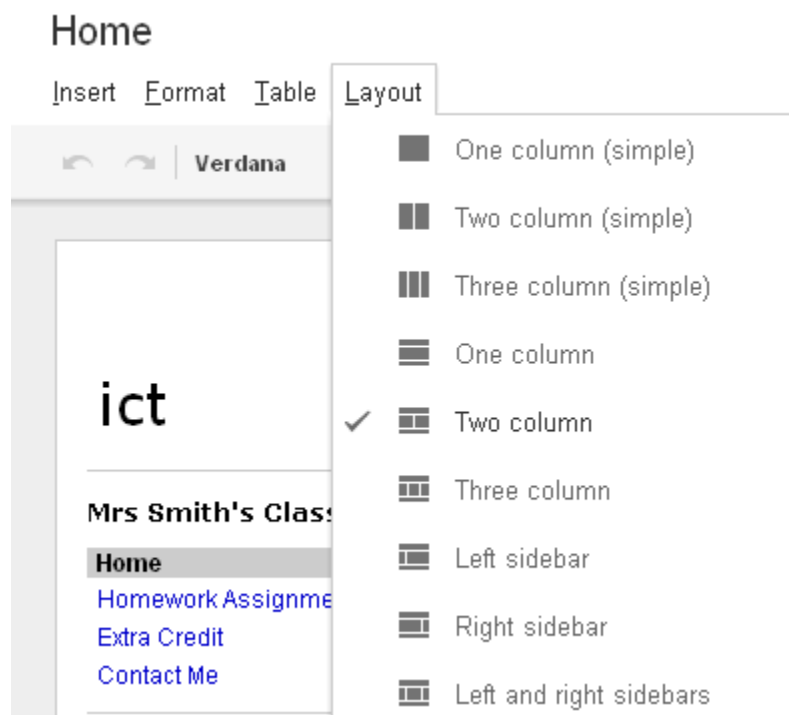 Home
Insert Format Table Layout
Verdana
One column (simple)
Two column (simple)
Three column (simple)
One column
Two column
Three column
Left sidebar
Right sidebar
Left and right sidebars
ict
Mrs Smith's
Home
Homework
Extra Credit
Contact Me